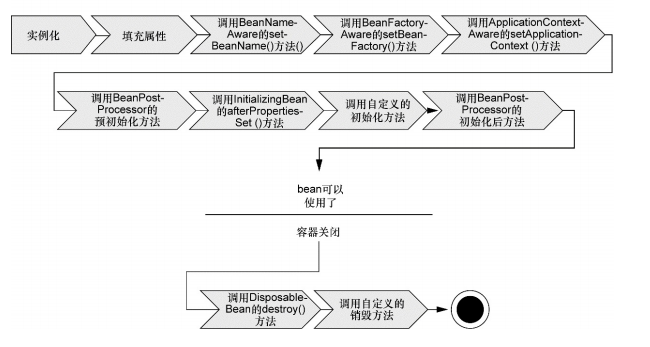 实例化
填充属性
调用BeanName-
Aware的set-
BeanName()方法()
调用BeanFactory-
Aware的setBean-
Factory()方法
调用ApplicationContext-
Aware的setApplication-
Context ()方法
调用BeanPost-
Processor的
预初始化方法
调用InitializingBean
的afterProperties-
Set ()方法
调用自定义的
初始化方法
调用BeanPost-
Processor的
初始化后方法
bean可以
使用了
容器关闭
调用Disposable-
Bean的destroy()
方法
调用自定义的
销毁方法